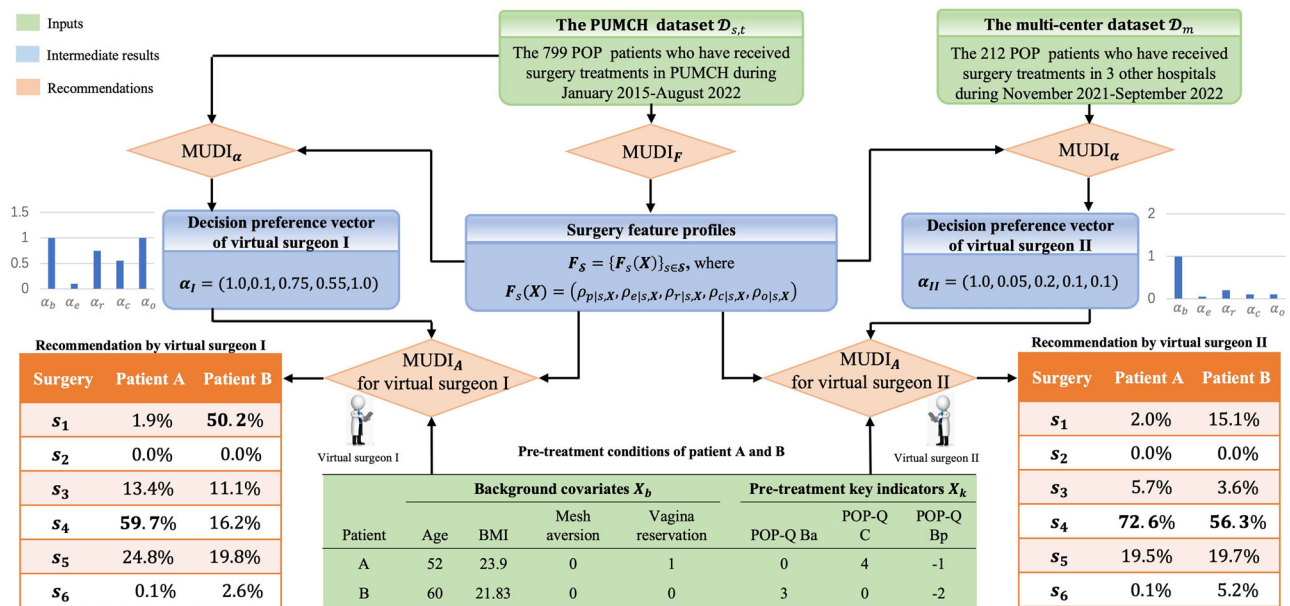 Inputs
Intermediate results
Recommendations
The PUMCH dataset 𝓓s,t
The 799 POP patients who have received
surgery treatments in PUMCH during
January 2015-August 2022
The multi-center dataset 𝓓m
The 212 POP patients who have received
surgery treatments in 3 other hospitals
during November 2021-September 2022
MUDIα
MUDIF
MUDIα
1.5
1
0.5
0
αb αe αr αc αo
Decision preference vector
of virtual surgeon I
αI = (1.0,0.1, 0.75, 0.55,1.0)
Surgery feature profiles
FS = {Fs(X)}s∈S, where
Fs(X) = (ρp|s,X, ρe|s,X, ρr|s,X, ρc|s,X, ρo|s,X)
Decision preference vector
of virtual surgeon II
αII = (1.0, 0.05, 0.2, 0.1, 0.1)
2
1
0
αb αe αr αc αo
Recommendation by virtual surgeon I
Surgery Patient A Patient B
s1 1.9% 50.2%
s2 0.0% 0.0%
s3 13.4% 11.1%
s4 59.7% 16.2%
s5 24.8% 19.8%
s6 0.1% 2.6%
MUDIA
for virtual surgeon I
Virtual surgeon I
MUDIA
for virtual surgeon II
Virtual surgeon II
Recommendation by virtual surgeon II
Surgery Patient A Patient B
s1 2.0% 15.1%
s2 0.0% 0.0%
s3 5.7% 3.6%
s4 72.6% 56.3%
s5 19.5% 19.7%
s6 0.1% 5.2%
Pre-treatment conditions of patient A and B
Background covariates Xb Pre-treatment key indicators Xk
Patient Age BMI Mesh aversion Vagina reservation POP-Q Ba POP-Q C POP-Q Bp
A 52 23.9 0 1 0 4 -1
B 60 21.83 0 0 3 0 -2